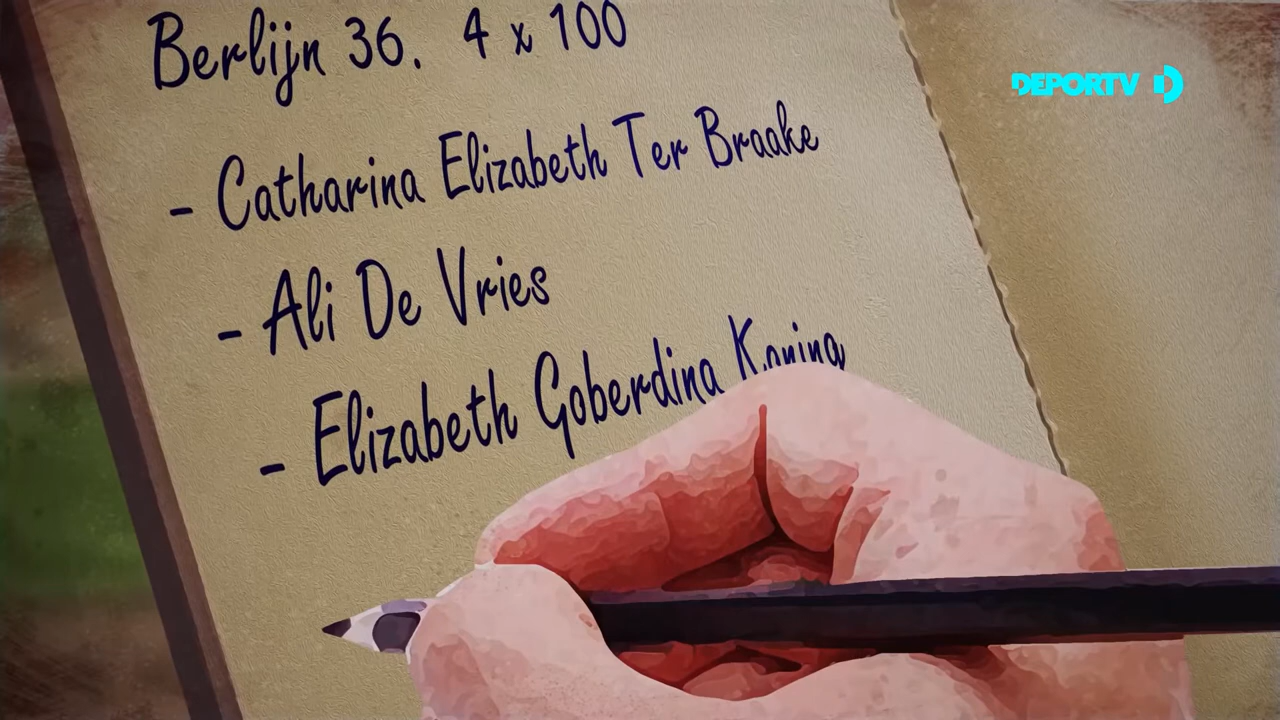 Berlijn 36. 4 x 100
DEPORTV D
- Catharina Elizabeth Ter Braake
- Ali De Vries
- Elizabeth Goberdina Koning